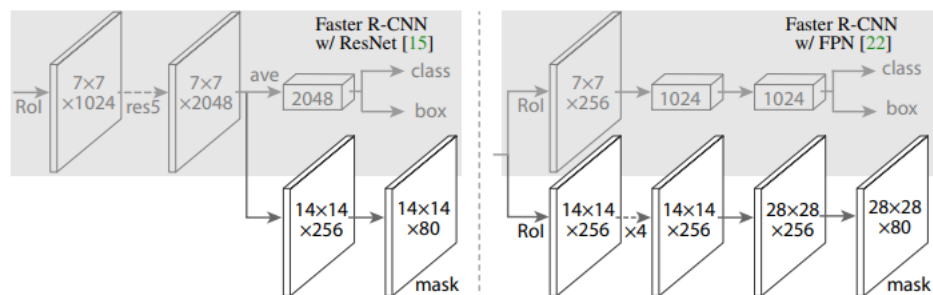 Faster R-CNN
w/ ResNet [15]
RoI
7×7
×1024
res5
7×7
×2048
ave
2048
class
box
14×14
×256
14×14
×80
mask
Faster R-CNN
w/ FPN [22]
RoI
7×7
×256
1024
1024
class
box
RoI
14×14
×256
×4
14×14
×256
28×28
×256
28×28
×80
mask